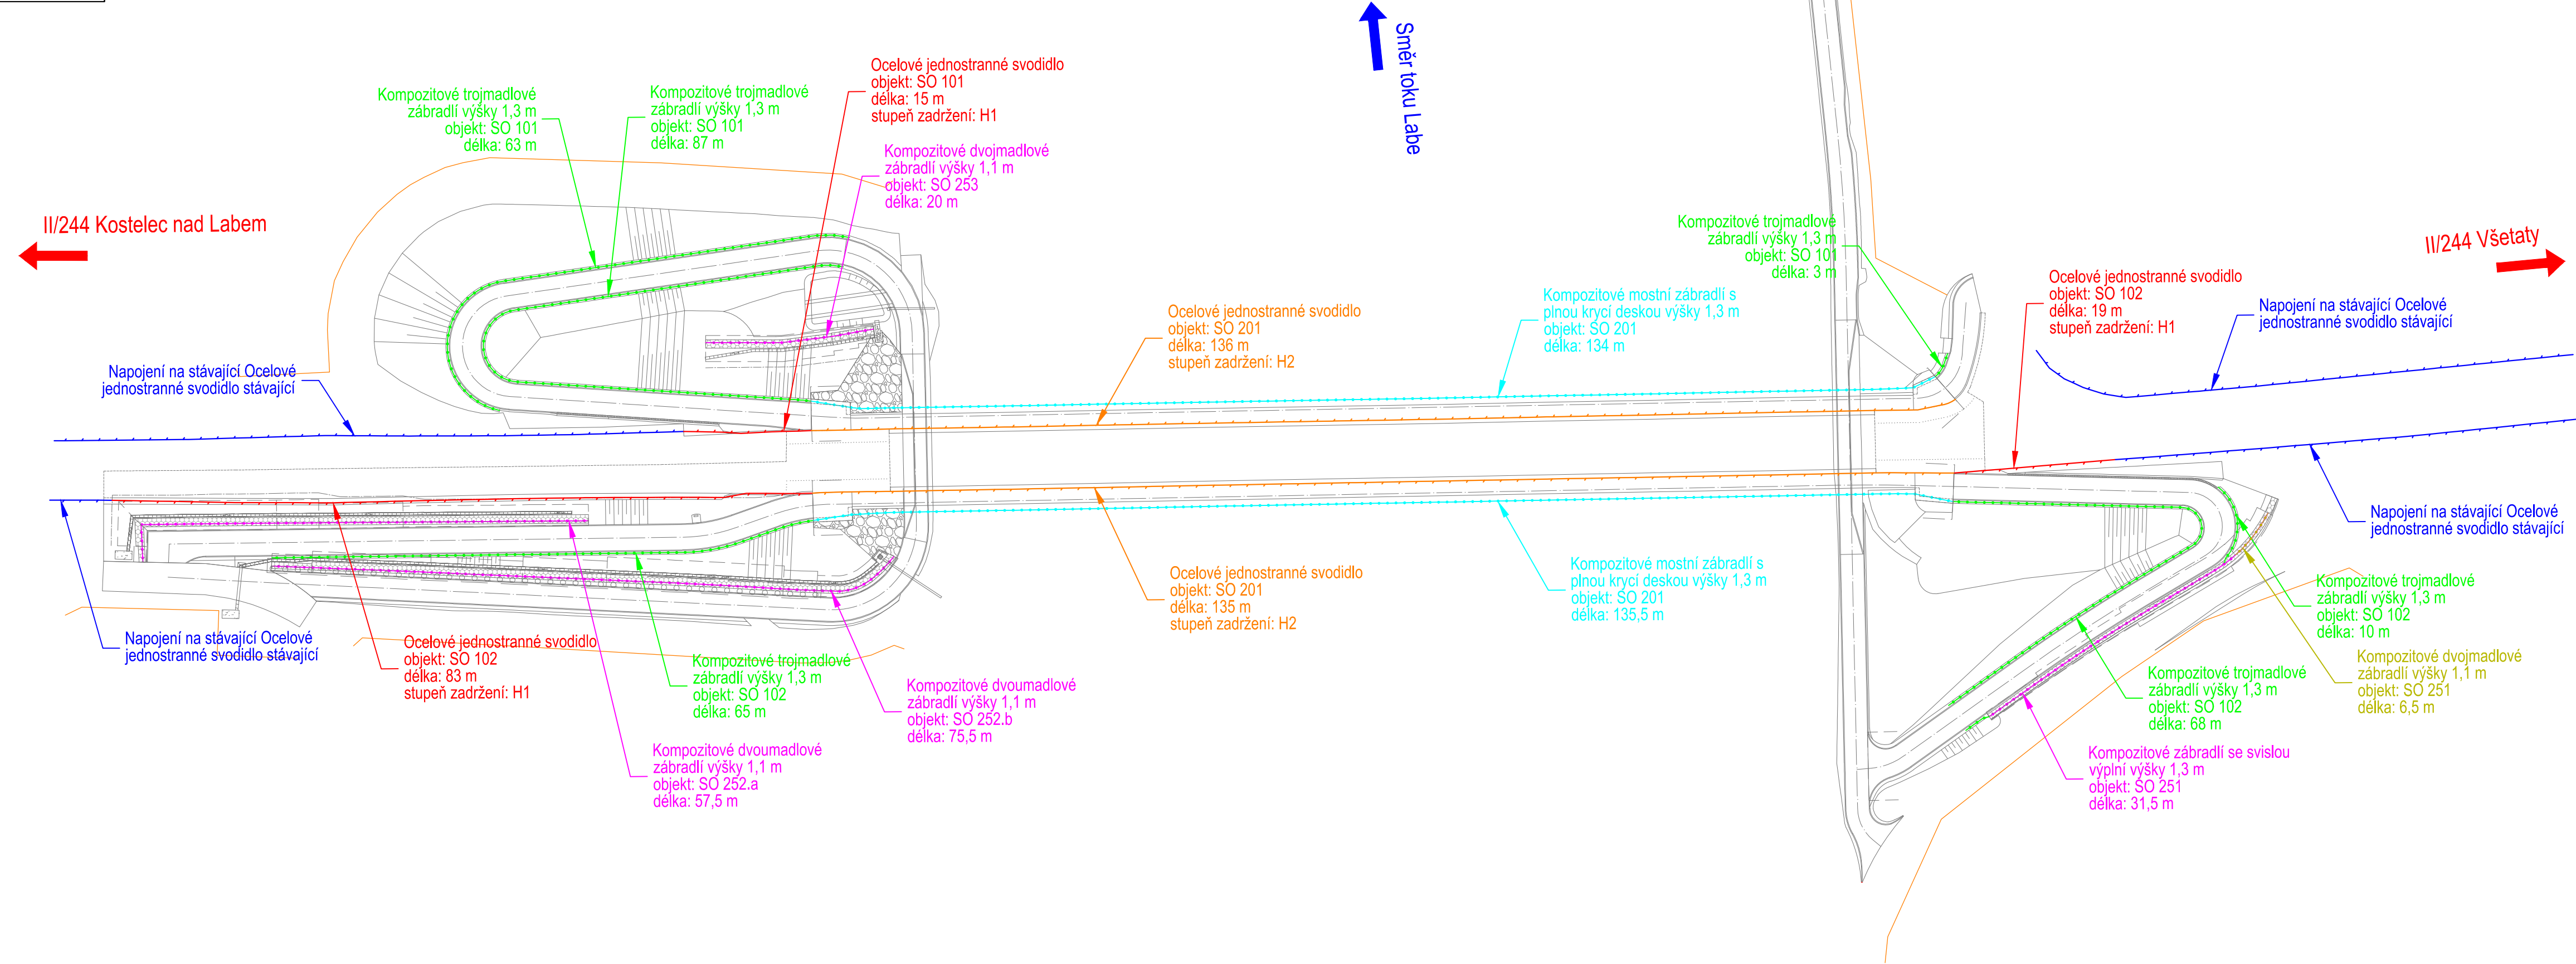 Směr toku Labe
Ocelové jednostranné svodidlo
objekt: SO 101
délka: 15 m
stupeň zadržení: H1
Kompozitové trojmadlové
zábradlí výšky 1,3 m
objekt: SO 101
délka: 63 m
Kompozitové trojmadlové
zábradlí výšky 1,3 m
objekt: SO 101
délka: 87 m
Kompozitové dvojmadlové
zábradlí výšky 1,1 m
objekt: SO 253
délka: 20 m
II/244 Kostelec nad Labem
Kompozitové trojmadlové
zábradlí výšky 1,3 m
objekt: SO 101
délka: 3 m
II/244 Všetaty
Ocelové jednostranné svodidlo
objekt: SO 102
délka: 19 m
stupeň zadržení: H1
Napojení na stávající Ocelové
jednostranné svodidlo stávající
Kompozitové mostní zábradlí s
plnou krycí deskou výšky 1,3 m
objekt: SO 201
délka: 134 m
Ocelové jednostranné svodidlo
objekt: SO 201
délka: 136 m
stupeň zadržení: H2
Napojení na stávající Ocelové
jednostranné svodidlo stávající
Napojení na stávající Ocelové
jednostranné svodidlo stávající
Kompozitové mostní zábradlí s
plnou krycí deskou výšky 1,3 m
objekt: SO 201
délka: 135,5 m
Ocelové jednostranné svodidlo
objekt: SO 201
délka: 135 m
stupeň zadržení: H2
Kompozitové trojmadlové
zábradlí výšky 1,3 m
objekt: SO 102
délka: 10 m
Napojení na stávající Ocelové
jednostranné svodidlo stávající
Ocelové jednostranné svodidlo
objekt: SO 102
délka: 83 m
stupeň zadržení: H1
Kompozitové trojmadlové
zábradlí výšky 1,3 m
objekt: SO 102
délka: 65 m
Kompozitové dvoumadlové
zábradlí výšky 1,1 m
objekt: SO 252.b
délka: 75,5 m
Kompozitové dvojmadlové
zábradlí výšky 1,1 m
objekt: SO 251
délka: 6,5 m
Kompozitové trojmadlové
zábradlí výšky 1,3 m
objekt: SO 102
délka: 68 m
Kompozitové dvoumadlové
zábradlí výšky 1,1 m
objekt: SO 252.a
délka: 57,5 m
Kompozitové zábradlí se svislou
výplní výšky 1,3 m
objekt: SO 251
délka: 31,5 m